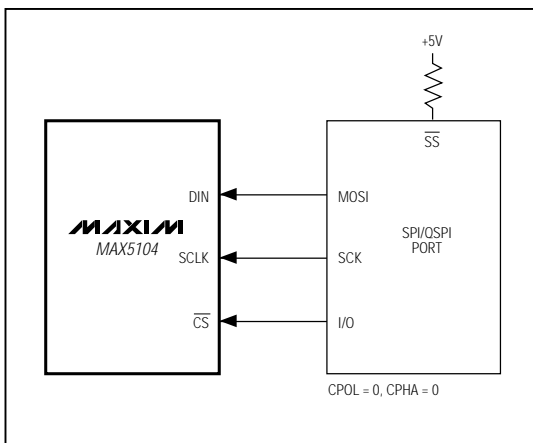 +5V
SS
DIN MOSI
MAXIM
MAX5104
SPI/QSPI
PORT
SCLK SCK
CS I/O
CPOL = 0, CPHA = 0